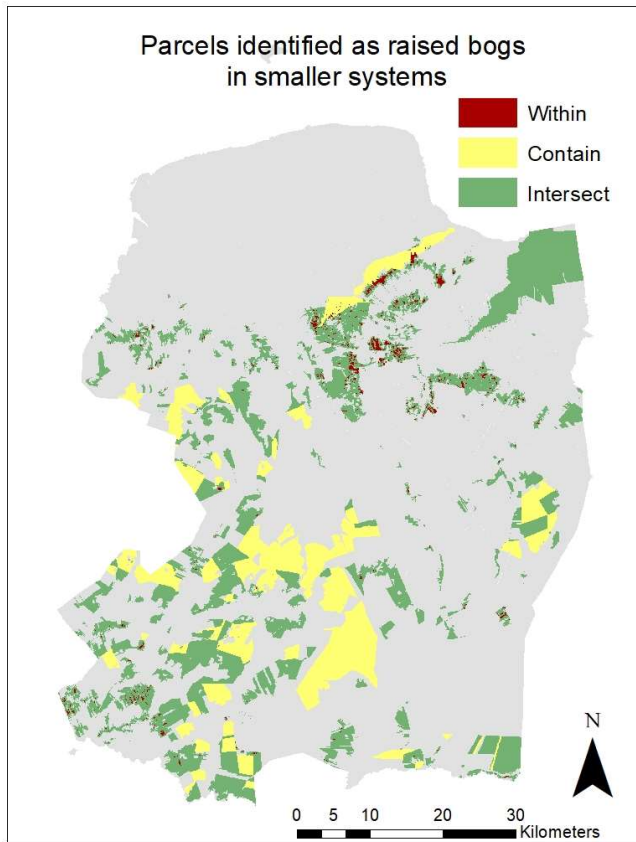 Parcels identified as raised bogs
in smaller systems
Within
Contain
Intersect
N
0 5 10 20 30
Kilometers